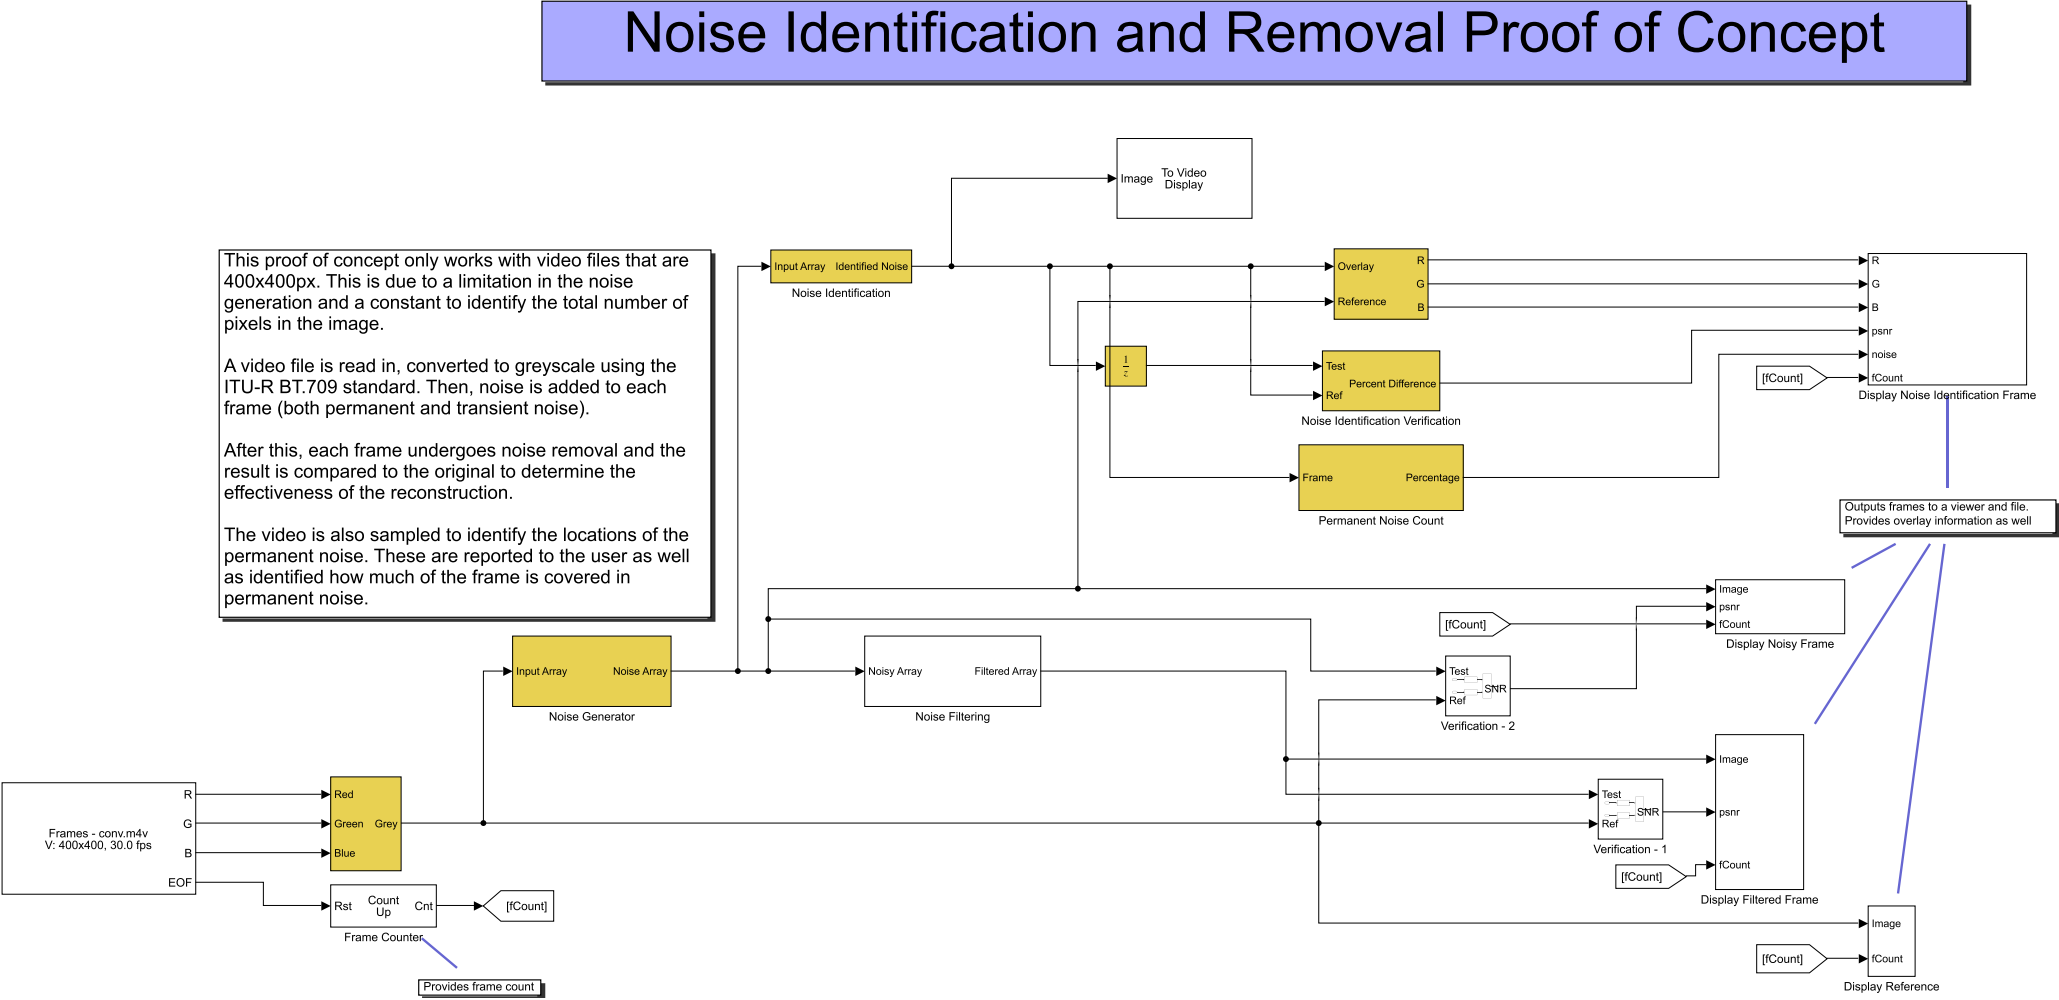 Noise Identification and Removal Proof of Concept
Image
To Video
Display
This proof of concept only works with video files that are
400x400px. This is due to a limitation in the noise
generation and a constant to identify the total number of
pixels in the image.
A video file is read in, converted to greyscale using the
ITU-R BT.709 standard. Then, noise is added to each
frame (both permanent and transient noise).
After this, each frame undergoes noise removal and the
result is compared to the original to determine the
effectiveness of the reconstruction.
The video is also sampled to identify the locations of the
permanent noise. These are reported to the user as well
as identified how much of the frame is covered in
permanent noise.
Input Array Identified Noise
Noise Identification
Overlay R
G
Reference B
1
z
Test
Percent Difference
Ref
Noise Identification Verification
Frame Percentage
Permanent Noise Count
R
G
B
psnr
noise
fCount
[fCount]
Display Noise Identification Frame
Outputs frames to a viewer and file.
Provides overlay information as well
Image
psnr
fCount
[fCount]
Display Noisy Frame
Input Array Noise Array
Noise Generator
Noisy Array Filtered Array
Noise Filtering
Test
SNR
Ref
Verification - 2
Image
psnr
fCount
[fCount]
Display Filtered Frame
Test
SNR
Ref
Verification - 1
Frames - conv.m4v
V: 400x400, 30.0 fps
R
G
B
EOF
Red
Green Grey
Blue
Rst Count
Up Cnt
Frame Counter
[fCount]
Provides frame count
Image
fCount
[fCount]
Display Reference